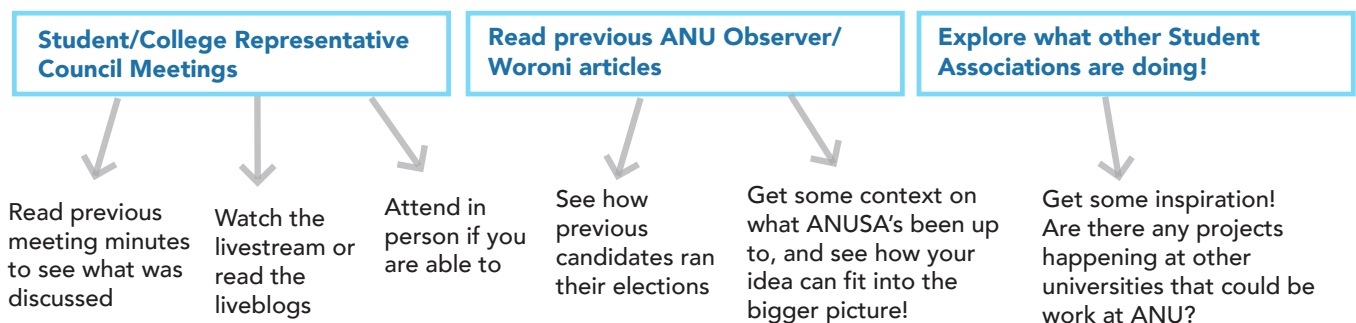 Student/College Representative
Council Meetings
Read previous ANU Observer/
Woroni articles
Explore what other Student
Associations are doing!
Read previous
meeting minutes
to see what was
discussed
Watch the
livestream or
read the
liveblogs
Attend in
person if you
are able to
See how
previous
candidates ran
their elections
Get some context on
what ANUSA’s been up
to, and see how your
idea can fit into the
bigger picture!
Get some inspiration!
Are there any projects
happening at other
universities that could be
work at ANU?